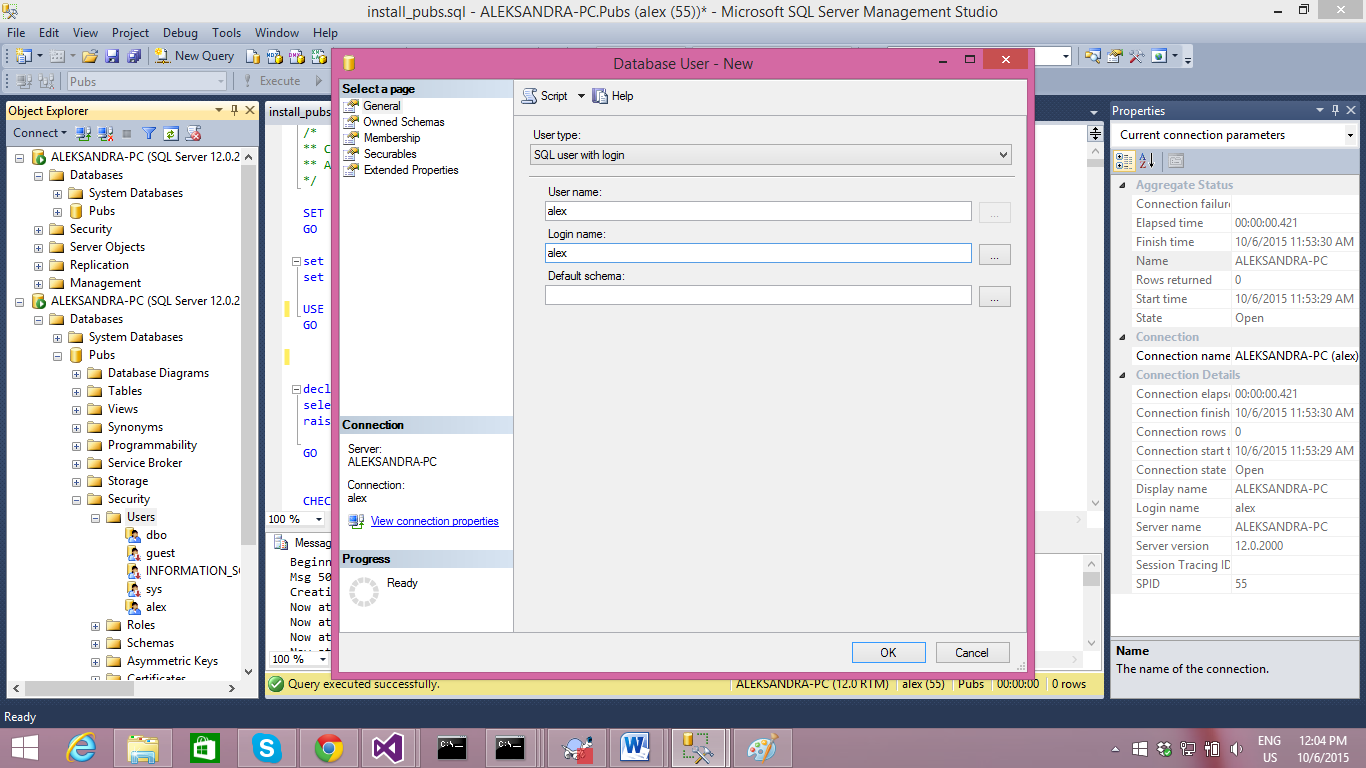 install_pubs.sql - ALEKSANDRA-PC.Pubs (alex (55))* - Microsoft SQL Server Management Studio
File Edit View Project Debug Tools Window Help
New Query
Pubs
Execute
Object Explorer
Connect
ALEKSANDRA-PC (SQL Server 12.0.2
Databases
System Databases
Pubs
Security
Server Objects
Replication
Management
ALEKSANDRA-PC (SQL Server 12.0.2
Databases
System Databases
Pubs
Database Diagrams
Tables
Views
Synonyms
Programmability
Service Broker
Storage
Security
Users
dbo
guest
INFORMATION_SC
sys
alex
Roles
Schemas
Asymmetric Keys
Certificates
install_pubs
/*
** C
** A
*/
SET
GO
set
set
USE
GO
decl
sele
rais
GO
CHEC
100 %
Messag
Beginn
Msg 50
Creati
Now at
Now at
Now at
Now at
100 %
Query executed successfully.
ALEKSANDRA-PC (12.0 RTM) alex (55) Pubs 00:00:00 0 rows
Database User - New
Select a page
General
Owned Schemas
Membership
Securables
Extended Properties
Connection
Server:
ALEKSANDRA-PC
Connection:
alex
View connection properties
Progress
Ready
Script Help
User type:
SQL user with login
User name:
alex
...
Login name:
alex
...
Default schema:
...
OK Cancel
Properties
Current connection parameters
Aggregate Status
Connection failure
Elapsed time 00:00:00.421
Finish time 10/6/2015 11:53:30 AM
Name ALEKSANDRA-PC
Rows returned 0
Start time 10/6/2015 11:53:29 AM
State Open
Connection
Connection name ALEKSANDRA-PC (alex)
Connection Details
Connection elaps 00:00:00.421
Connection finish 10/6/2015 11:53:30 AM
Connection rows 0
Connection start t 10/6/2015 11:53:29 AM
Connection state Open
Display name ALEKSANDRA-PC
Login name alex
Server name ALEKSANDRA-PC
Server version 12.0.2000
Session Tracing ID
SPID 55
Name
The name of the connection.
Ready
C:\_
C:\_
ENG
US
12:04 PM
10/6/2015